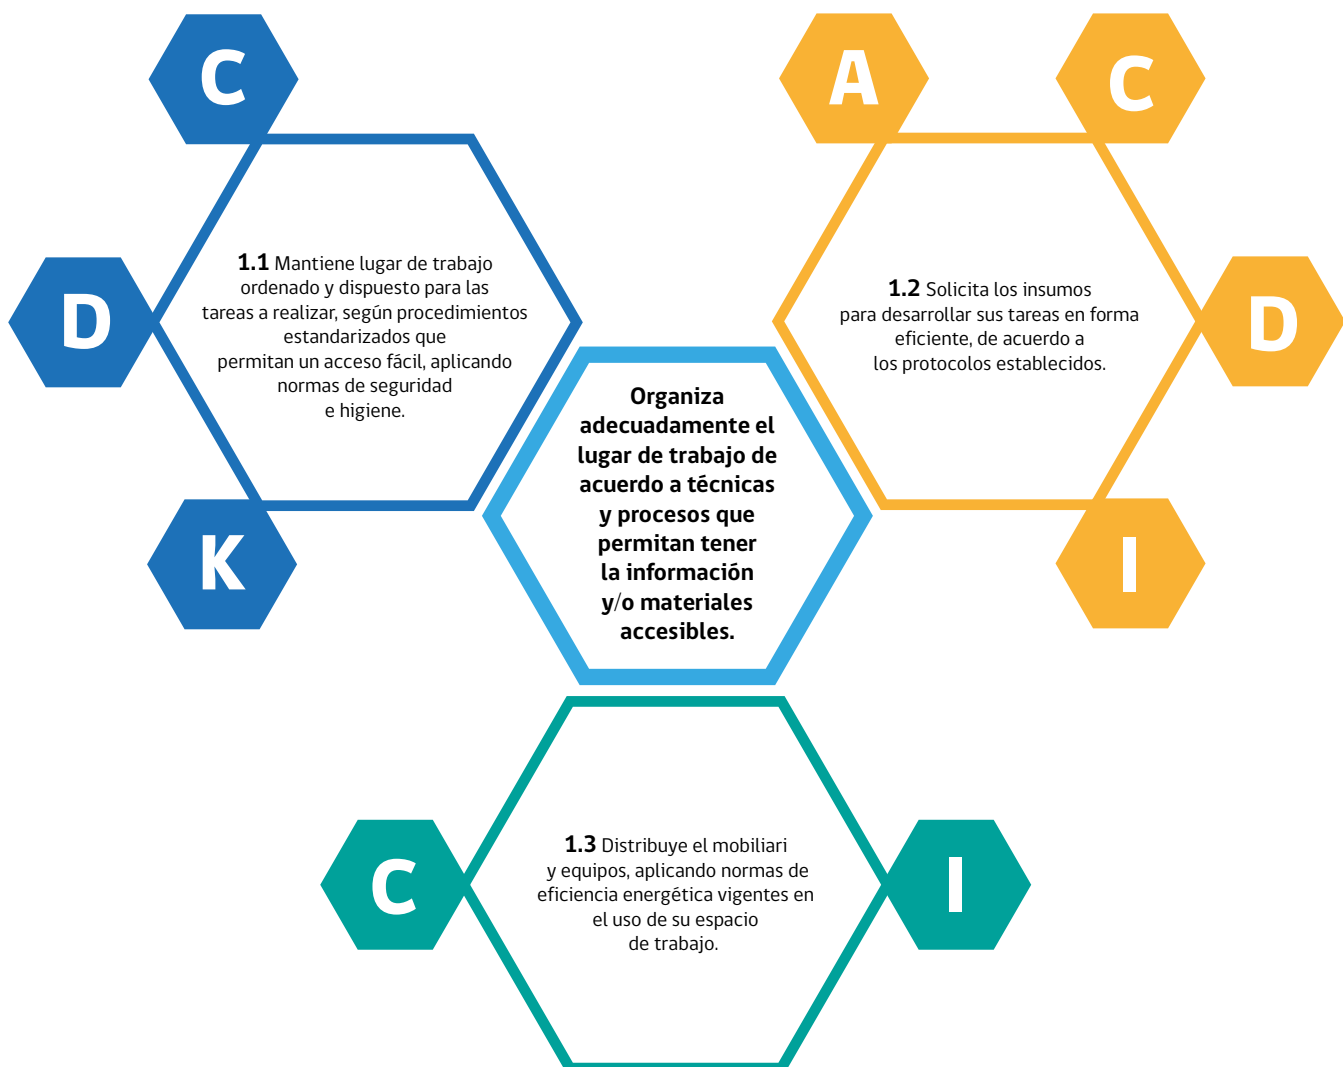 C
D
K
1.1 Mantiene lugar de trabajo
ordenado y dispuesto para las
tareas a realizar, según procedimientos
estandarizados que
permitan un acceso fácil, aplicando
normas de seguridad
e higiene.
A
C
D
I
1.2 Solicita los insumos
para desarrollar sus tareas en forma
eficiente, de acuerdo a
los protocolos establecidos.
Organiza
adecuadamente el
lugar de trabajo de
acuerdo a técnicas
y procesos que
permitan tener
la información
y/o materiales
accesibles.
C
I
1.3 Distribuye el mobiliari
y equipos, aplicando normas de
eficiencia energética vigentes en
el uso de su espacio
de trabajo.